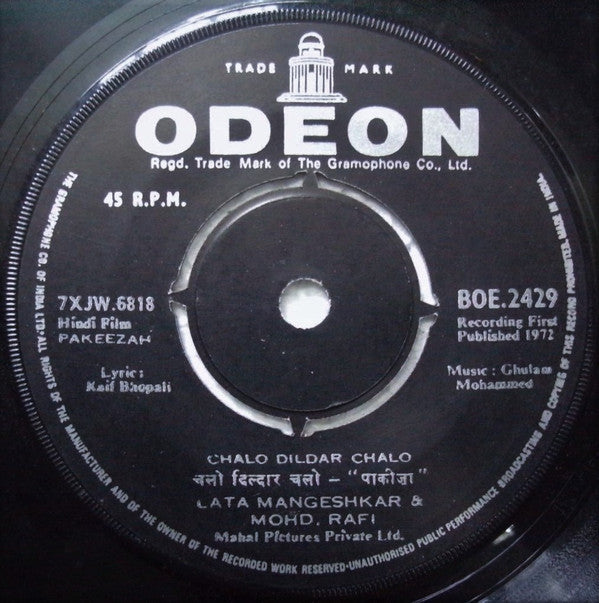 TRADE MARK
ODEON
Regd. Trade Mark of The Gramophone Co., Ltd.
45 R.P.M.
7XJW.6818
Hindi Film
PAKEEZAH
Lyric :
Kaif Bhopali
BOE.2429
Recording First
Published 1972
Music : Ghulam
Mohammed
CHALO DILDAR CHALO
चलो दिल्दार चलो – "पाकीज़ा"
LATA MANGESHKAR &
MOHD. RAFI
Mahal Pictures Private Ltd.
THE GRAMOPHONE CO. OF INDIA LTD-ALL RIGHTS OF THE MANUFACTURER AND OF THE OWNER OF THE RECORDED WORK RESERVED-UNAUTHORISED PUBLIC PERFORMANCE BROADCASTING AND COPYING OF THIS RECORD PROHIBITED. MADE IN INDIA.